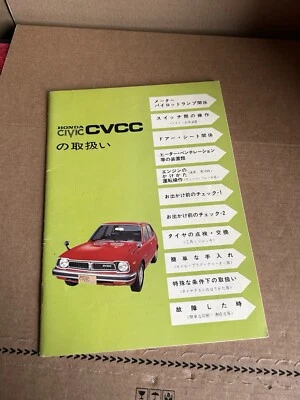 HONDA
CIVIC CVCC
の取扱い
メーター
パイロットランプ関係
スイッチ類の操作
ドアー・シート関係
ヒーター・ベンチレーション
等の装置類
エンジンの
かけかた
運転操作
お出かけ前のチェック-1
お出かけ前のチェック-2
タイヤの点検・交換
簡単な手入れ
特殊な条件下の取扱い
故障した時